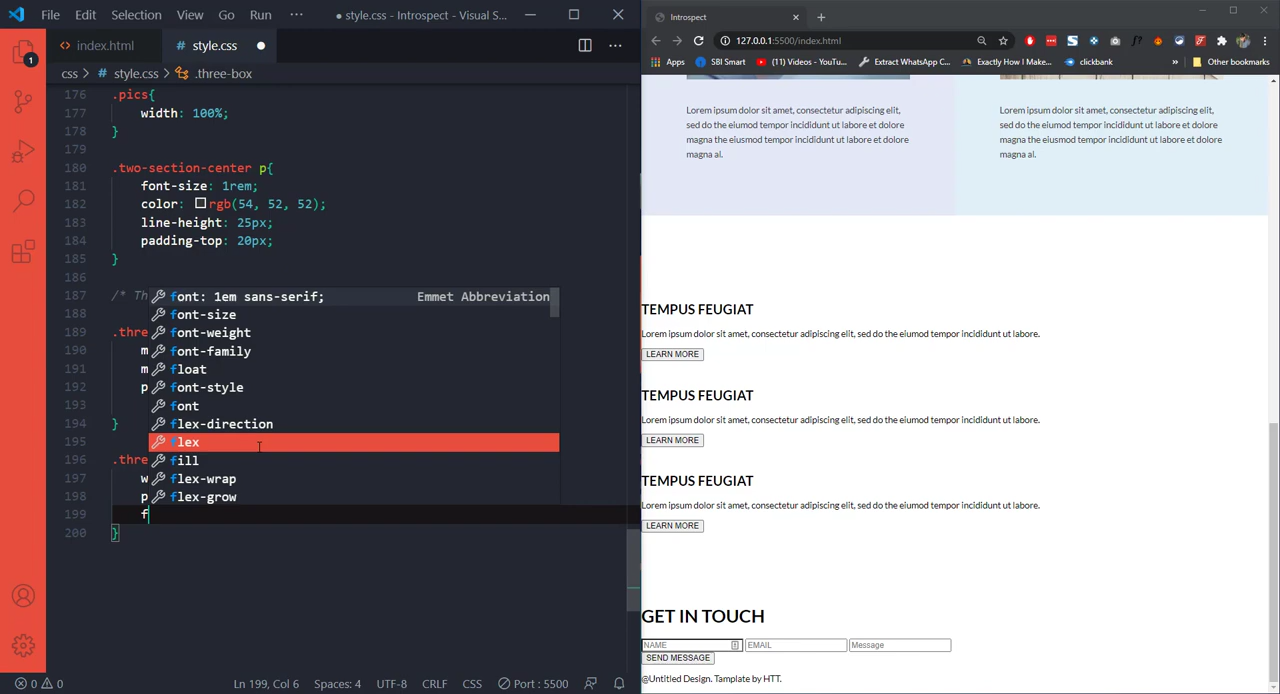 File Edit Selection View Go Run ··· ● style.css - Introspect - Visual S...
<> index.html # style.css ●
css > # style.css > .three-box
176 .pics{
177 width: 100%;
178 }
179
180 .two-section-center p{
181 font-size: 1rem;
182 color: rgb(54, 52, 52);
183 line-height: 25px;
184 padding-top: 20px;
185 }
186
187 /* Th
188
189 .thre
190 m
191 m
192 p
193
194 }
195
196 .thre
197 w
198 p
199 f
200 }
font: 1em sans-serif; Emmet Abbreviation
font-size
font-weight
font-family
float
font-style
font
flex-direction
flex
fill
flex-wrap
flex-grow
1
0 0 Ln 199, Col 6 Spaces: 4 UTF-8 CRLF CSS Port : 5500
Introspect
127.0.0.1:5500/index.html
Apps SBI Smart (11) Videos - YouTu... Extract WhatsApp C... Exactly How I Make... clickbank » Other bookmarks
Lorem ipsum dolor sit amet, consectetur adipiscing elit,
sed do the eiumod tempor incididunt ut labore et dolore
magna the eiumod tempor incididunt ut labore et dolore
magna al.
Lorem ipsum dolor sit amet, consectetur adipiscing elit,
sed do the eiumod tempor incididunt ut labore et dolore
magna the eiumod tempor incididunt ut labore et dolore
magna al.
TEMPUS FEUGIAT
Lorem ipsum dolor sit amet, consectetur adipiscing elit, sed do the eiumod tempor incididunt ut labore.
LEARN MORE
TEMPUS FEUGIAT
Lorem ipsum dolor sit amet, consectetur adipiscing elit, sed do the eiumod tempor incididunt ut labore.
LEARN MORE
TEMPUS FEUGIAT
Lorem ipsum dolor sit amet, consectetur adipiscing elit, sed do the eiumod tempor incididunt ut labore.
LEARN MORE
GET IN TOUCH
NAME EMAIL Message
SEND MESSAGE
@Untitled Design. Template by HTT.